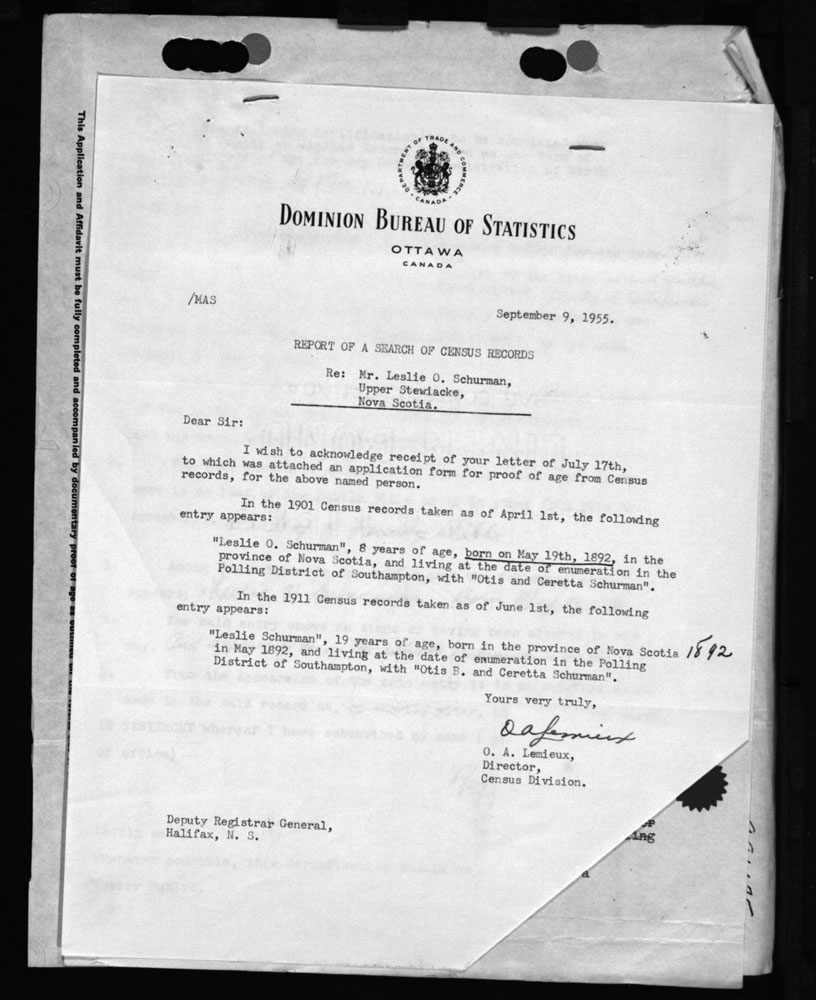 DEPARTMENT OF TRADE AND COMMERCE
CANADA
DOMINION BUREAU OF STATISTICS
OTTAWA
CANADA
/MAS
September 9, 1955.
REPORT OF A SEARCH OF CENSUS RECORDS
Re: Mr. Leslie O. Schurman,
Upper Stewiacke,
Nova Scotia.
Dear Sir:
I wish to acknowledge receipt of your letter of July 17th,
to which was attached an application form for proof of age from Census
records, for the above named person.
In the 1901 Census records taken as of April 1st, the following
entry appears:
"Leslie O. Schurman", 8 years of age, born on May 19th, 1892, in the
province of Nova Scotia, and living at the date of enumeration in the
Polling District of Southampton, with "Otis and Ceretta Schurman".
In the 1911 Census records taken as of June 1st, the following
entry appears:
"Leslie Schurman", 19 years of age, born in the province of Nova Scotia 1892
in May 1892, and living at the date of enumeration in the Polling
District of Southampton, with "Otis B. and Ceretta Schurman".
Yours very truly,
O A Lemieux
O. A. Lemieux,
Director,
Census Division.
Deputy Registrar General,
Halifax, N. S.
This Application and Affidavit must be fully completed and accompanied by documentary proof of age as